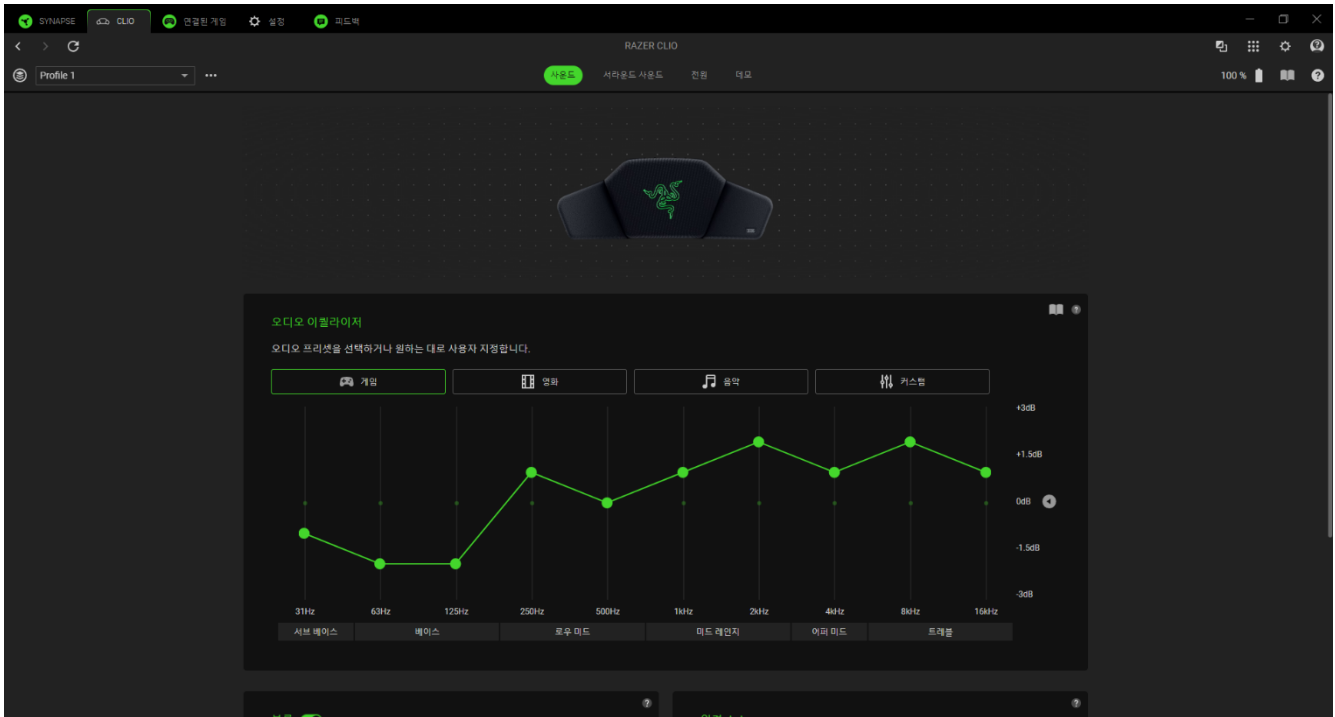 SYNAPSE CLIO 연결된 게임 설정 피드백
RAZER CLIO
Profile 1 사운드 서라운드 사운드 전원 데모 100 %
오디오 이퀄라이저
오디오 프리셋을 선택하거나 원하는 대로 사용자 지정합니다.
게임 영화 음악 커스텀
+3dB
+1.5dB
0dB
-1.5dB
-3dB
31Hz 63Hz 125Hz 250Hz 500Hz 1kHz 2kHz 4kHz 8kHz 16kHz
서브 베이스 베이스 로우 미드 미드 레인지 어퍼 미드 트레블